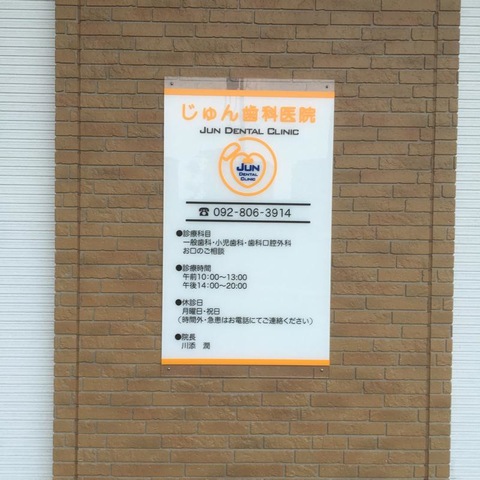 じゅん歯科医院
JUN DENTAL CLINIC
JUN
DENTAL
CLINIC
☎ 092-806-3914
●診療科目
一般歯科・小児歯科・歯科口腔外科
お口のご相談
●診療時間
午前10:00〜13:00
午後14:00〜20:00
●休診日
月曜日・祝日
(時間外・急患はお電話にてご連絡ください)
●院長
川添 潤